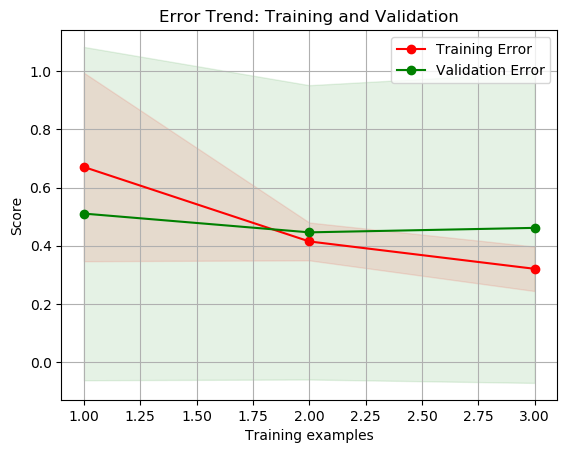 Error Trend: Training and Validation
Training Error
Validation Error
Score
1.0
0.8
0.6
0.4
0.2
0.0
1.00 1.25 1.50 1.75 2.00 2.25 2.50 2.75 3.00
Training examples